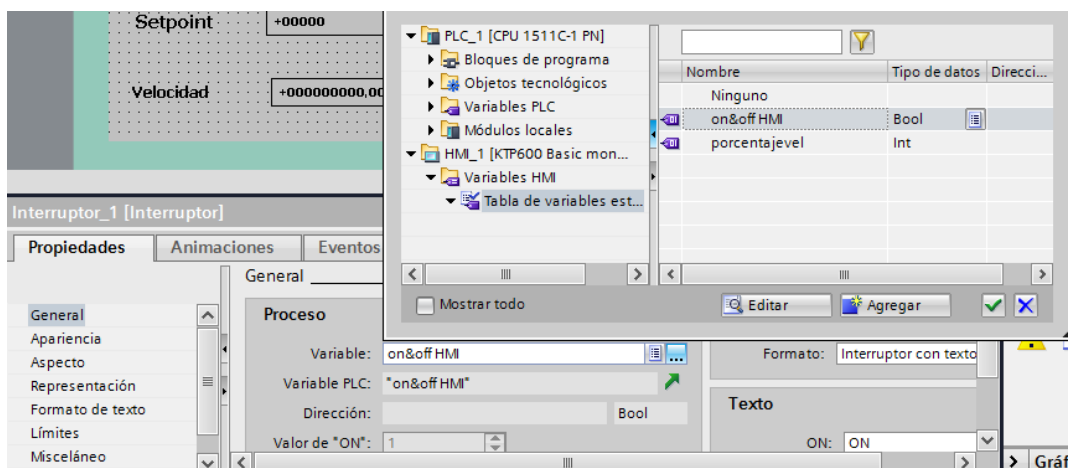 Setpoint +00000
Velocidad +000000000,00
PLC_1 [CPU 1511C-1 PN]
Bloques de programa
Objetos tecnológicos
Variables PLC
Módulos locales
HMI_1 [KTP600 Basic mon...
Variables HMI
Tabla de variables est...
Nombre Tipo de datos Direcci...
Ninguno
on&off HMI Bool
porcentajevel Int
Mostrar todo Editar Agregar
Interruptor_1 [Interruptor]
Propiedades Animaciones Eventos
General
General
Apariencia
Aspecto
Representación
Formato de texto
Límites
Misceláneo
Proceso
Variable: on&off HMI
Variable PLC: "on&off HMI"
Dirección: Bool
Valor de "ON": 1
Formato: Interruptor con texto
Texto
ON: ON
Gráf